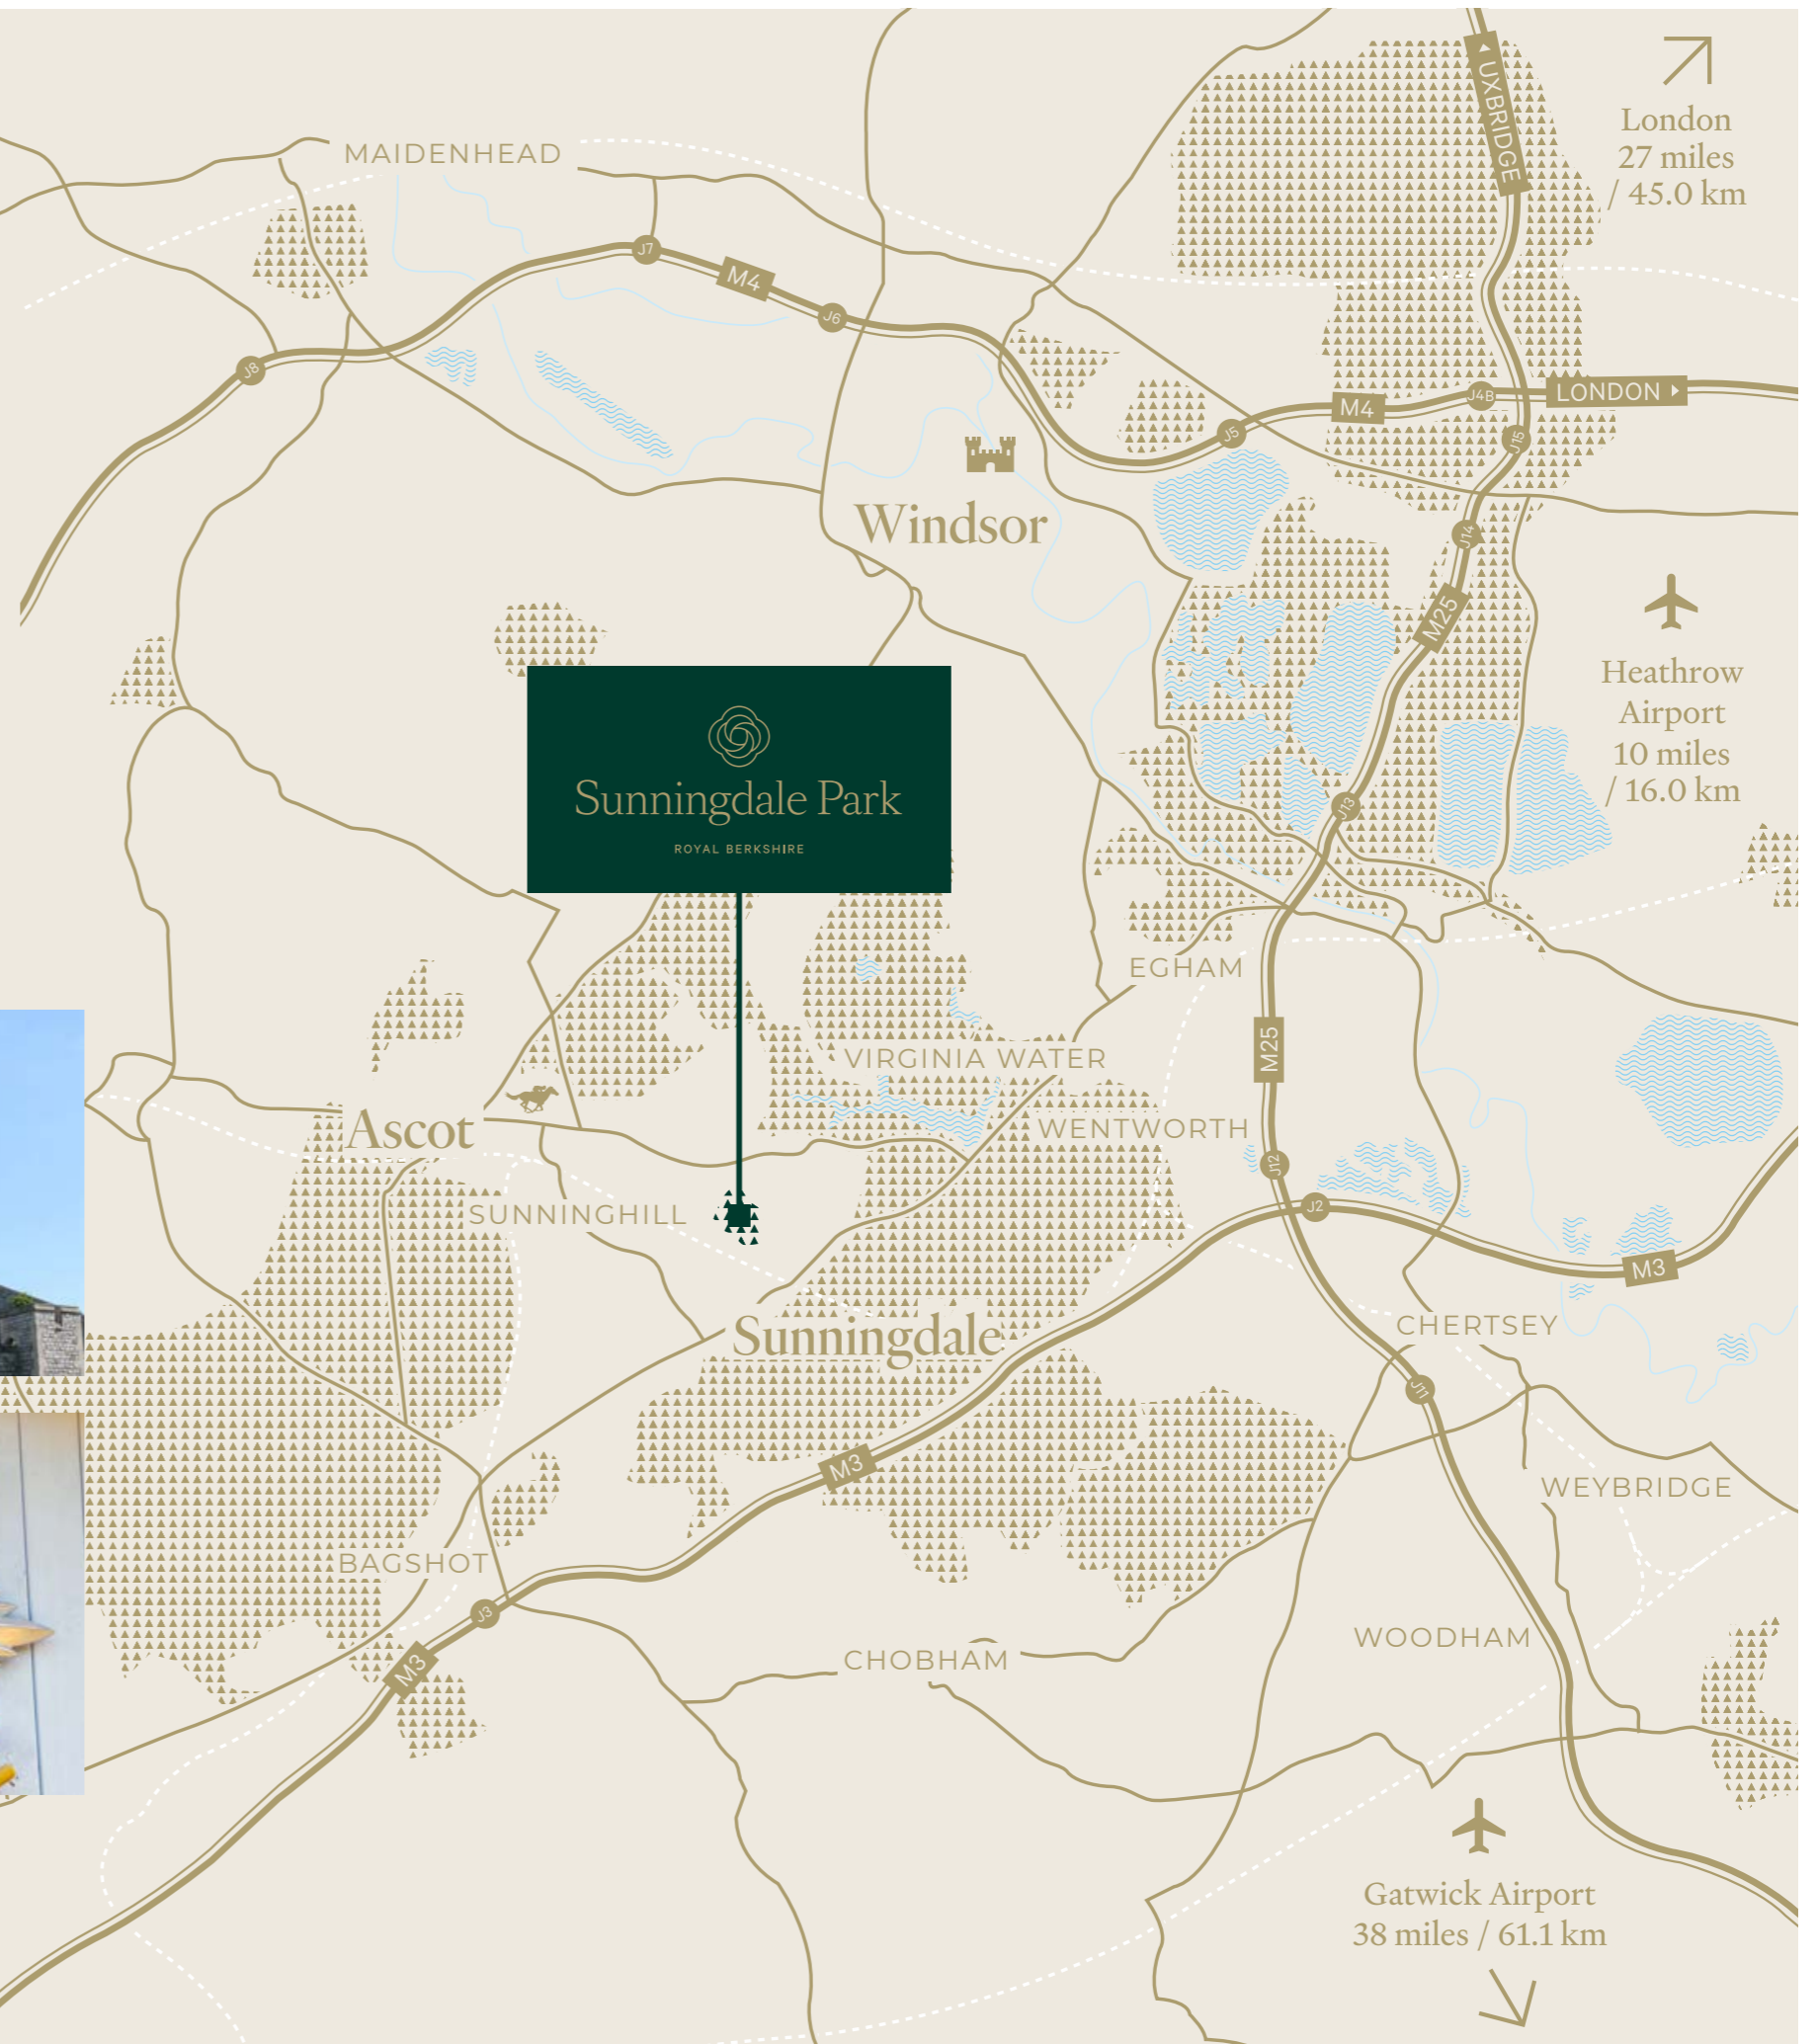 UXBRIDGE
London
27 miles
/ 45.0 km
MAIDENHEAD
J7
M4
J6
J8
M4
J4B
LONDON
J5
J15
Windsor
J14
M25
Heathrow
Airport
10 miles
/ 16.0 km
Sunningdale Park
ROYAL BERKSHIRE
J13
EGHAM
M25
VIRGINIA WATER
Ascot
WENTWORTH
J12
SUNNINGHILL
J2
M3
Sunningdale
CHERTSEY
J11
M3
WEYBRIDGE
BAGSHOT
J3
WOODHAM
CHOBHAM
M3
Gatwick Airport
38 miles / 61.1 km